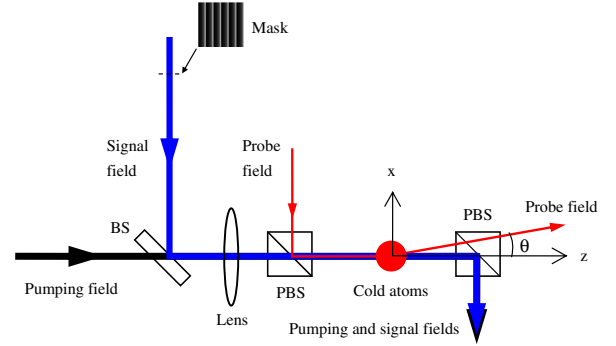 Mask
Signal
field
Probe
field
x
PBS
Probe field
BS
θ
z
Pumping field
PBS
Cold atoms
Lens
Pumping and signal fields